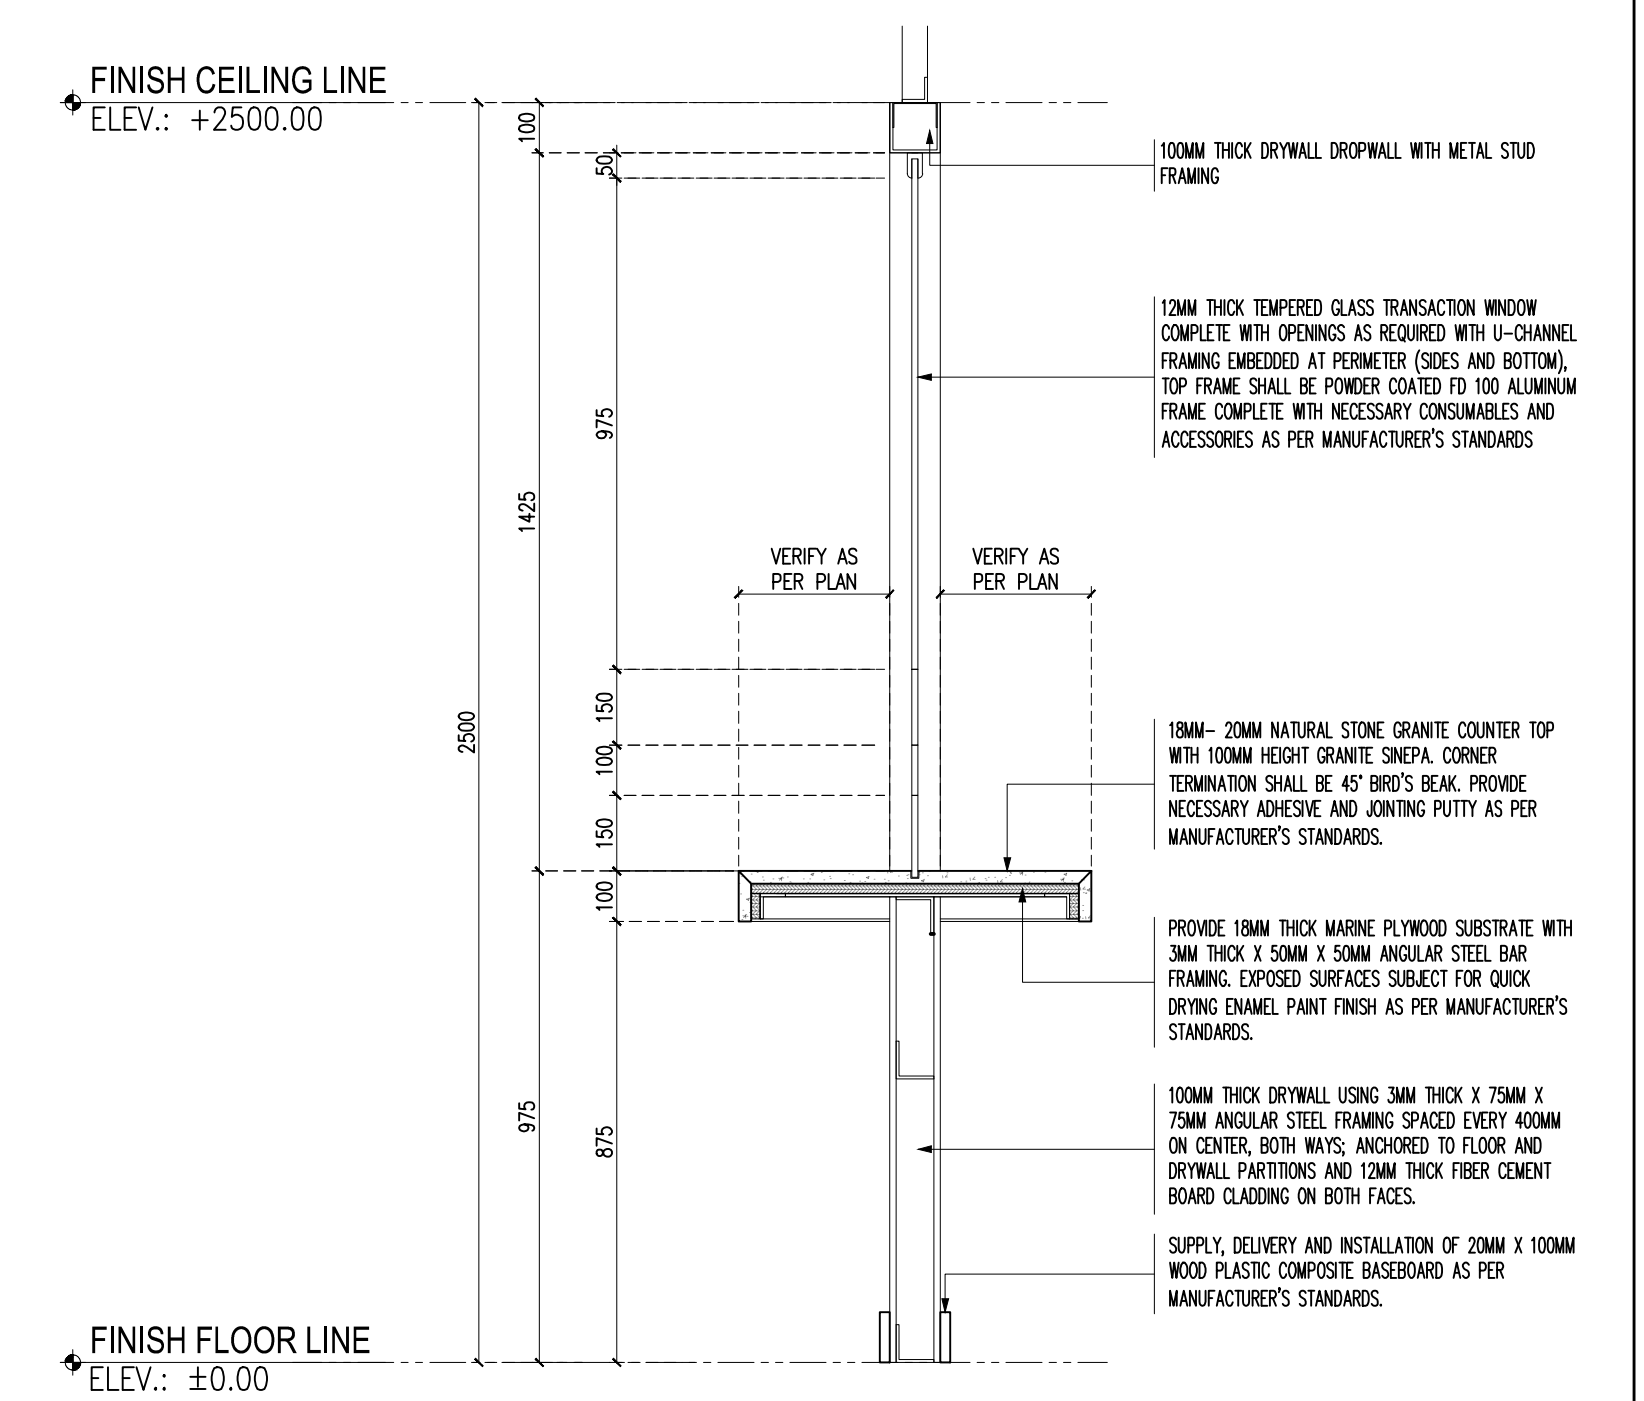 FINISH CEILING LINE
ELEV.: +2500.00
100
50
100MM THICK DRYWALL DROPWALL WITH METAL STUD
FRAMING
12MM THICK TEMPERED GLASS TRANSACTION WINDOW
COMPLETE WITH OPENINGS AS REQUIRED WITH U-CHANNEL
FRAMING EMBEDDED AT PERIMETER (SIDES AND BOTTOM),
TOP FRAME SHALL BE POWDER COATED FD 100 ALUMINUM
FRAME COMPLETE WITH NECESSARY CONSUMABLES AND
ACCESSORIES AS PER MANUFACTURER'S STANDARDS
975
1425
VERIFY AS
PER PLAN
VERIFY AS
PER PLAN
2500
150
100
150
100
18MM- 20MM NATURAL STONE GRANITE COUNTER TOP
WITH 100MM HEIGHT GRANITE SINEPA. CORNER
TERMINATION SHALL BE 45° BIRD'S BEAK. PROVIDE
NECESSARY ADHESIVE AND JOINTING PUTTY AS PER
MANUFACTURER'S STANDARDS.
PROVIDE 18MM THICK MARINE PLYWOOD SUBSTRATE WITH
3MM THICK X 50MM X 50MM ANGULAR STEEL BAR
FRAMING. EXPOSED SURFACES SUBJECT FOR QUICK
DRYING ENAMEL PAINT FINISH AS PER MANUFACTURER'S
STANDARDS.
975
875
100MM THICK DRYWALL USING 3MM THICK X 75MM X
75MM ANGULAR STEEL FRAMING SPACED EVERY 400MM
ON CENTER, BOTH WAYS; ANCHORED TO FLOOR AND
DRYWALL PARTITIONS AND 12MM THICK FIBER CEMENT
BOARD CLADDING ON BOTH FACES.
SUPPLY, DELIVERY AND INSTALLATION OF 20MM X 100MM
WOOD PLASTIC COMPOSITE BASEBOARD AS PER
MANUFACTURER'S STANDARDS.
FINISH FLOOR LINE
ELEV.: ±0.00